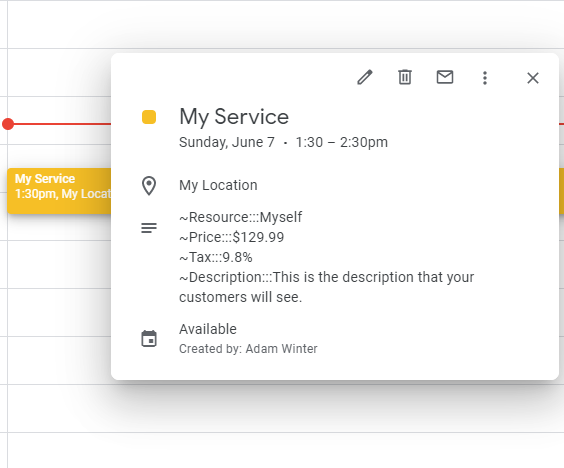 My Service
Sunday, June 7 • 1:30 – 2:30pm
My Service
1:30pm, My Locat
My Location
~Resource:::Myself
~Price:::$129.99
~Tax:::9.8%
~Description:::This is the description that your
customers will see.
Available
Created by: Adam Winter